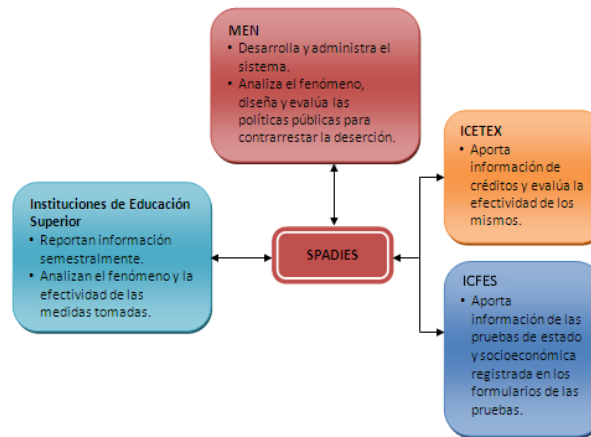 MEN
• Desarrolla y administra el
sistema.
• Analiza el fenómeno,
diseña y evalúa las
políticas públicas para
contrarrestar la deserción.
ICETEX
• Aporta
información de
créditos y evalúa la
efectividad de los
mismos.
Instituciones de Educación
Superior
• Reportan información
semestralmente.
• Analizan el fenómeno y la
efectividad de las
medidas tomadas.
SPADIES
ICFES
• Aporta
información de las
pruebas de estado
y socioeconómica
registrada en los
formularios de las
pruebas.